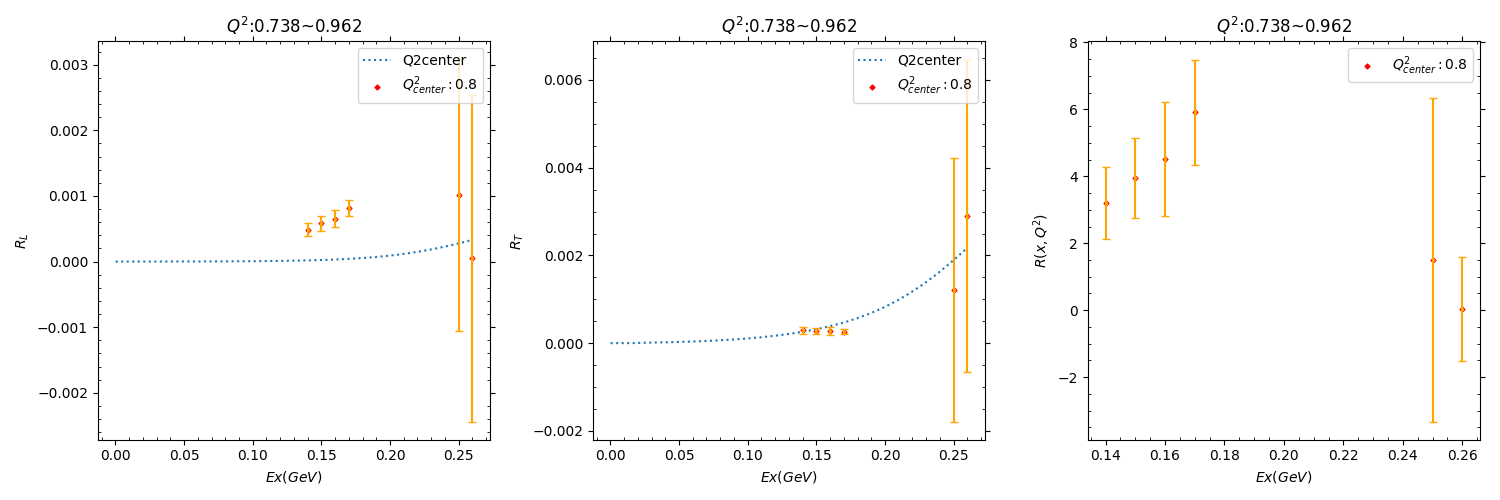 Q²:0.738~0.962
Q2center
Q²center : 0.8
0.003
0.002
0.001
0.000
−0.001
−0.002
R_L
0.00 0.05 0.10 0.15 0.20 0.25
Ex(GeV)
Q²:0.738~0.962
Q2center
Q²center : 0.8
0.006
0.004
0.002
0.000
−0.002
R_T
0.00 0.05 0.10 0.15 0.20 0.25
Ex(GeV)
Q²:0.738~0.962
Q²center : 0.8
8
6
4
2
0
−2
R(x, Q²)
0.14 0.16 0.18 0.20 0.22 0.24 0.26
Ex(GeV)